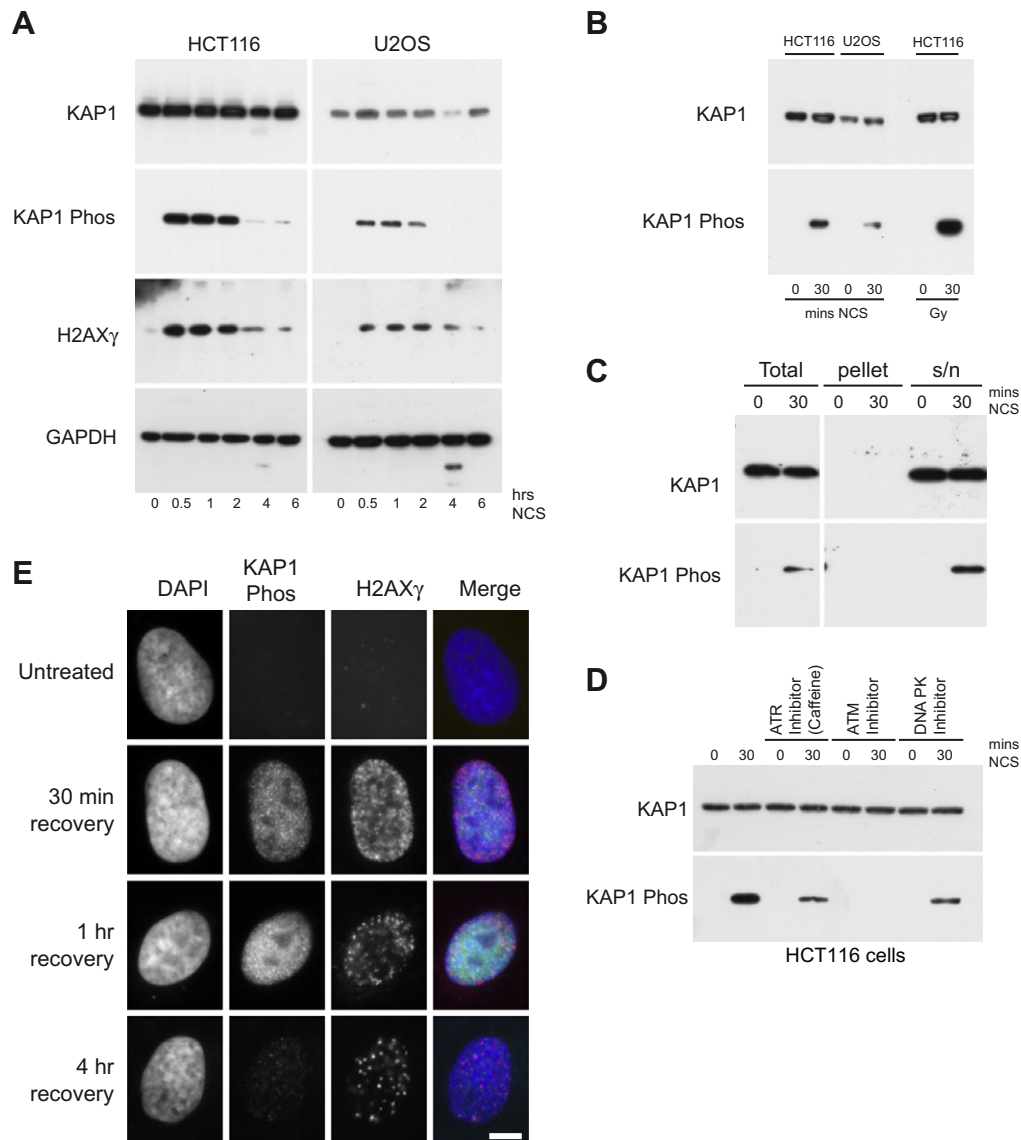 A
HCT116 U2OS
KAP1
KAP1 Phos
H2AXγ
GAPDH
0 0.5 1 2 4 6 0 0.5 1 2 4 6 hrs NCS
B
HCT116 U2OS HCT116
KAP1
KAP1 Phos
0 30 0 30 0 30
mins NCS Gy
C
Total pellet s/n
0 30 0 30 0 30 mins NCS
KAP1
KAP1 Phos
D
ATR Inhibitor (Caffeine)
ATM Inhibitor
DNA PK Inhibitor
0 30 0 30 0 30 0 30 mins NCS
KAP1
KAP1 Phos
HCT116 cells
E
DAPI KAP1 Phos H2AXγ Merge
Untreated
30 min recovery
1 hr recovery
4 hr recovery